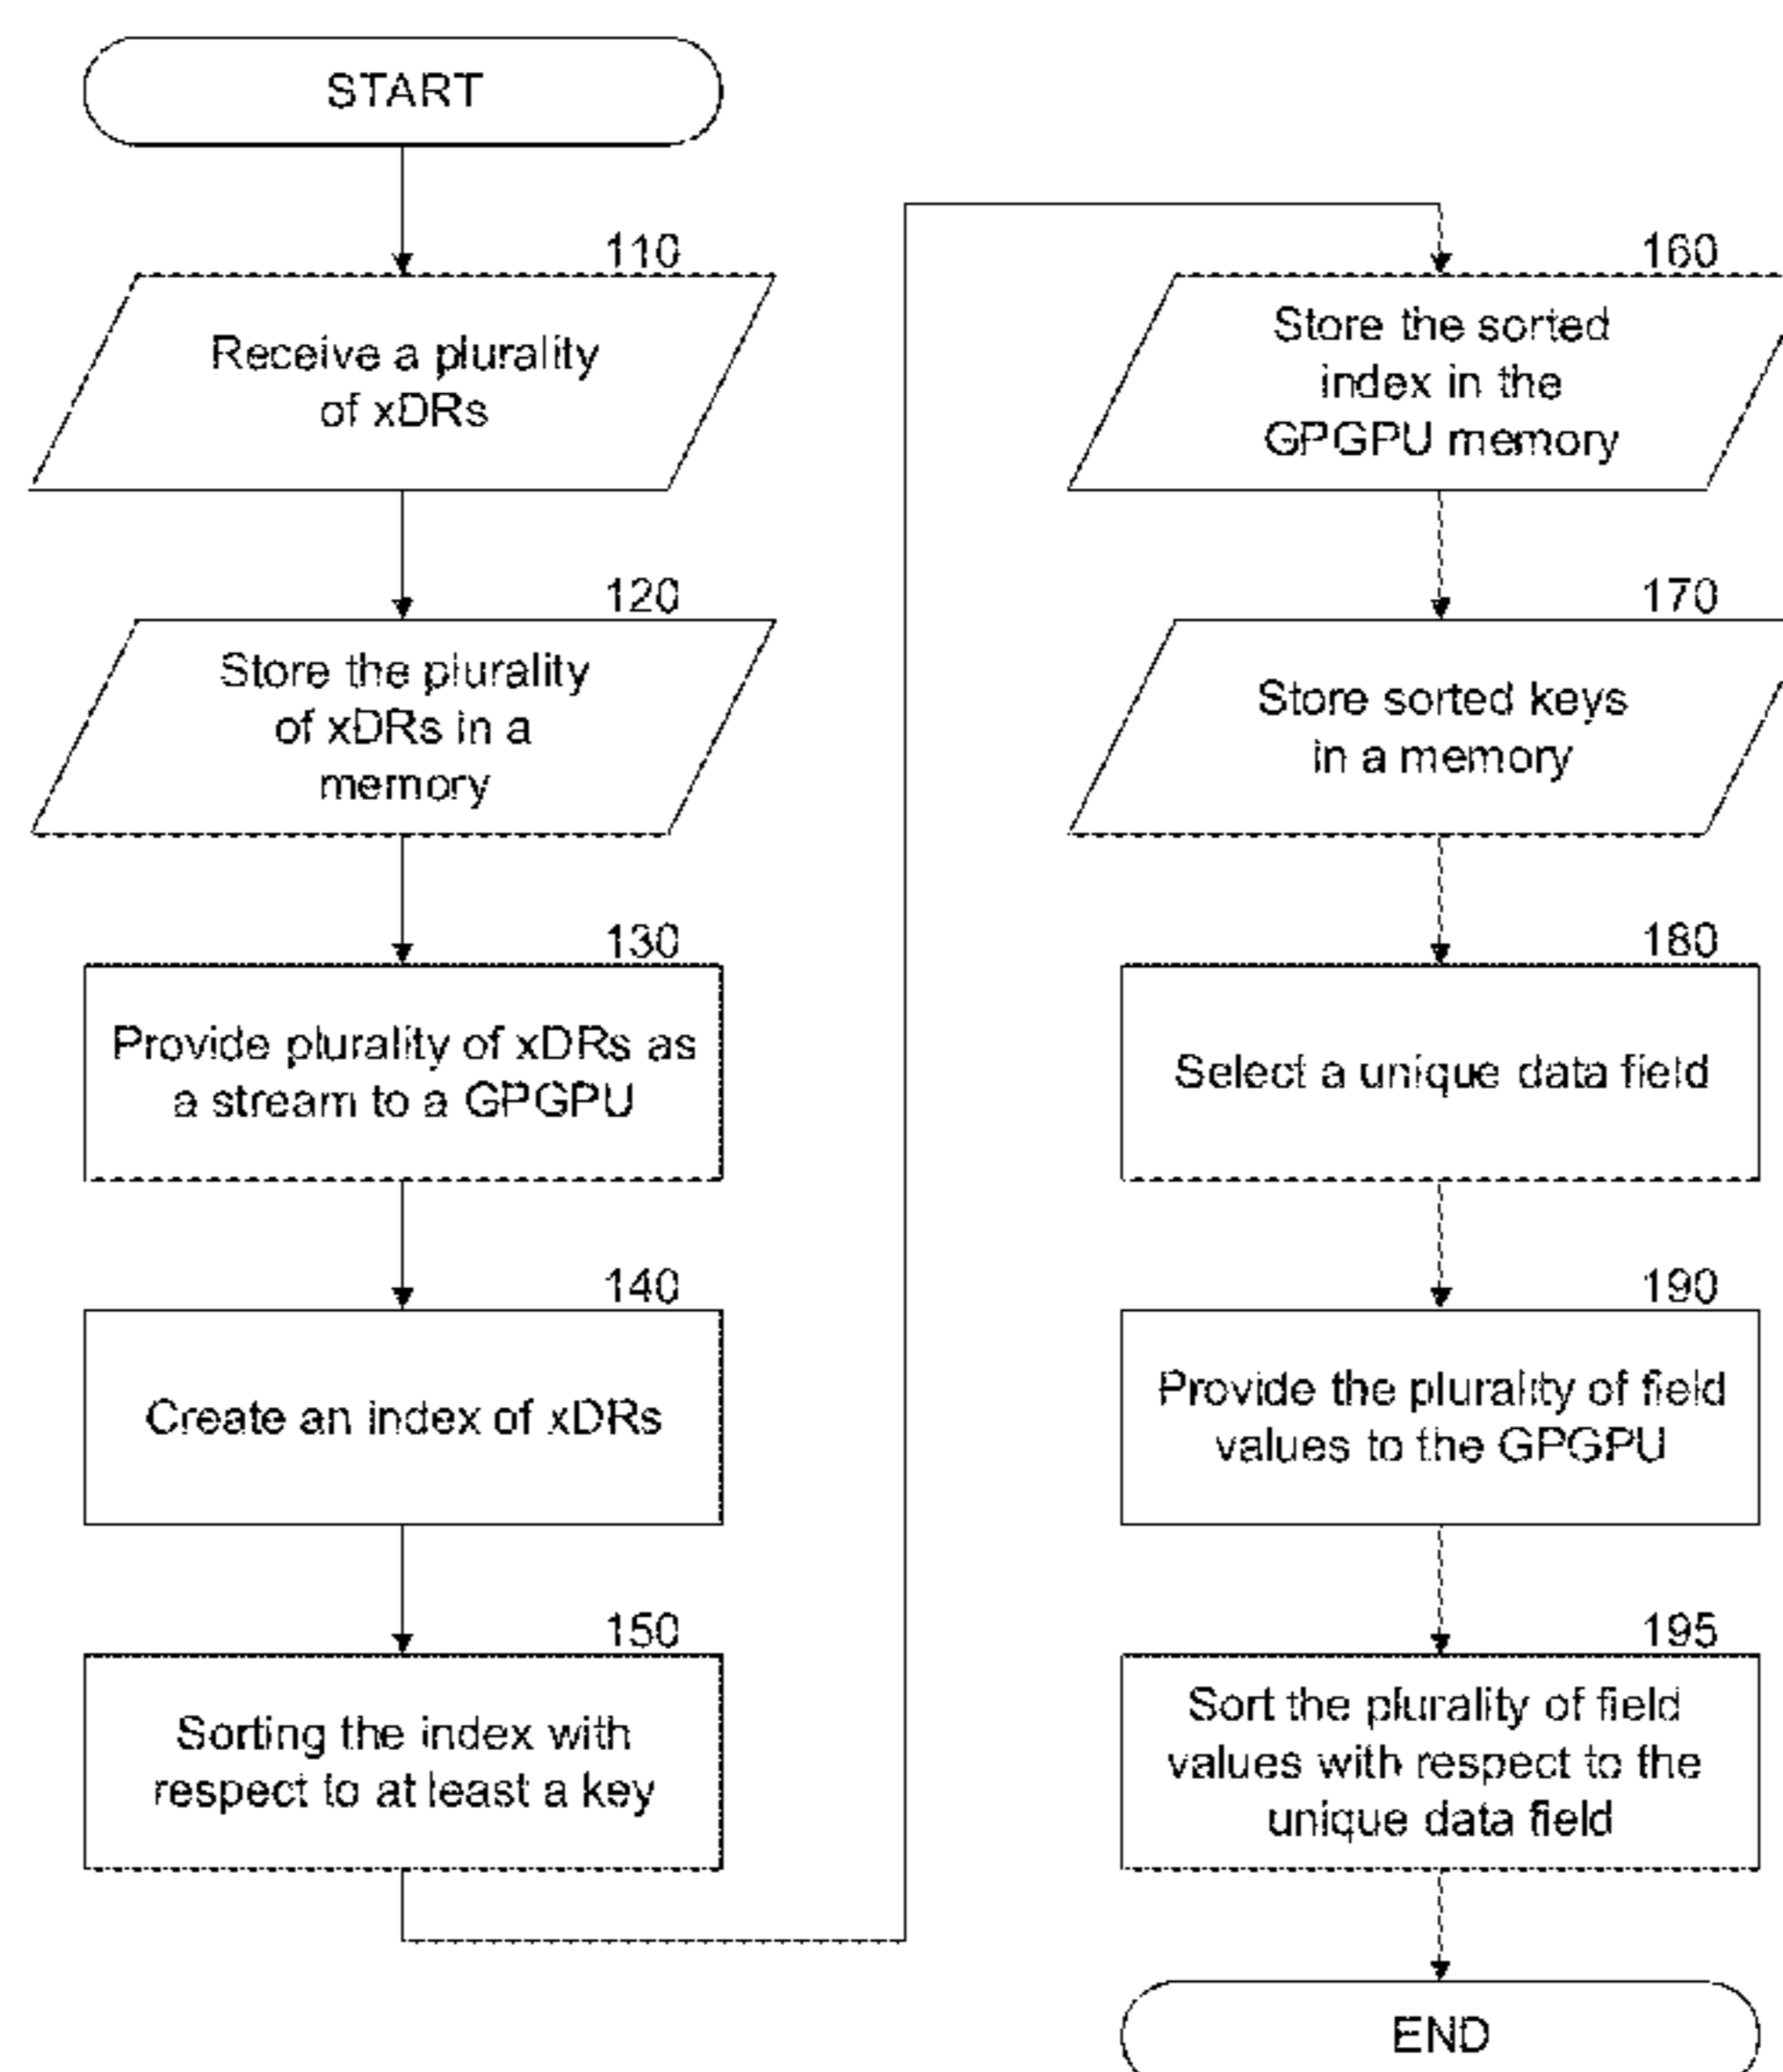 START
110
Receive a plurality
of xDRs
120
Store the plurality
of xDRs in a
memory
130
Provide plurality of xDRs as
a stream to a GPGPU
140
Create an index of xDRs
150
Sorting the index with
respect to at least a key
160
Store the sorted
index in the
GPGPU memory
170
Store sorted keys
in a memory
180
Select a unique data field
190
Provide the plurality of field
values to the GPGPU
195
Sort the plurality of field
values with respect to the
unique data field
END